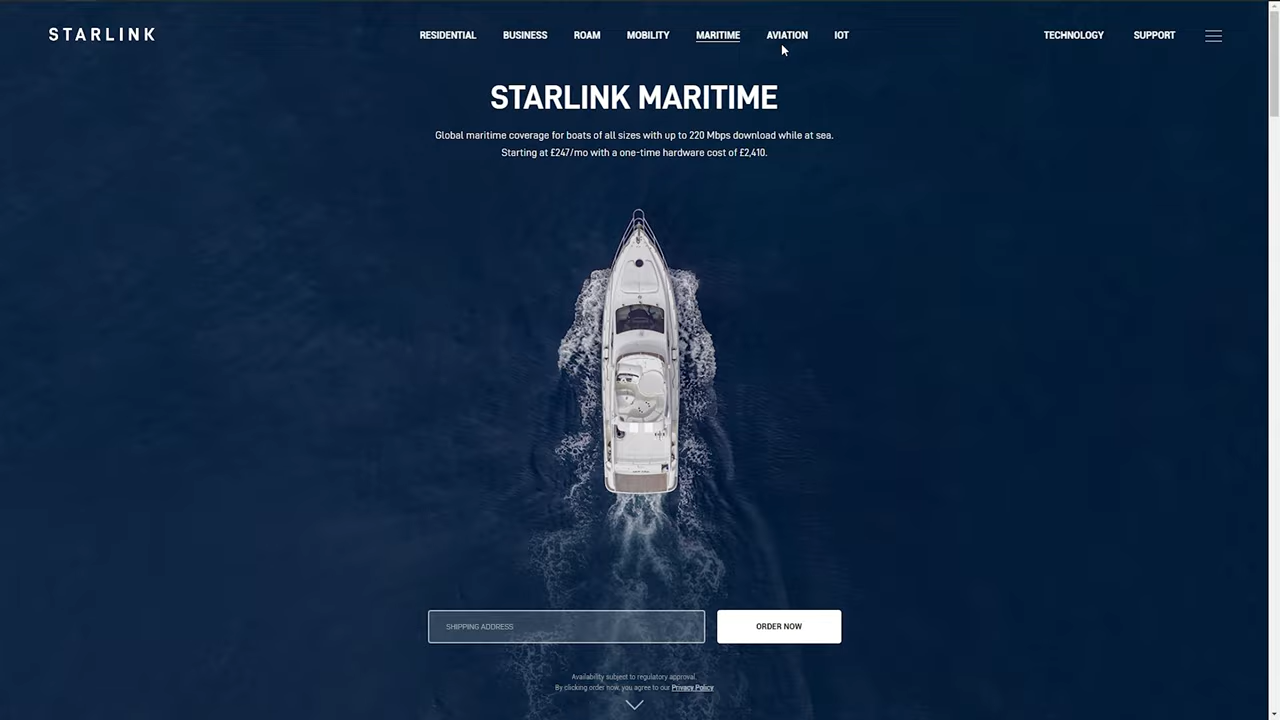 STARLINK
RESIDENTIAL BUSINESS ROAM MOBILITY MARITIME AVIATION IOT TECHNOLOGY SUPPORT
STARLINK MARITIME
Global maritime coverage for boats of all sizes with up to 220 Mbps download while at sea.
Starting at £247/mo with a one-time hardware cost of £2,410.
SHIPPING ADDRESS
ORDER NOW
Availability subject to regulatory approval.
By clicking order now, you agree to our Privacy Policy